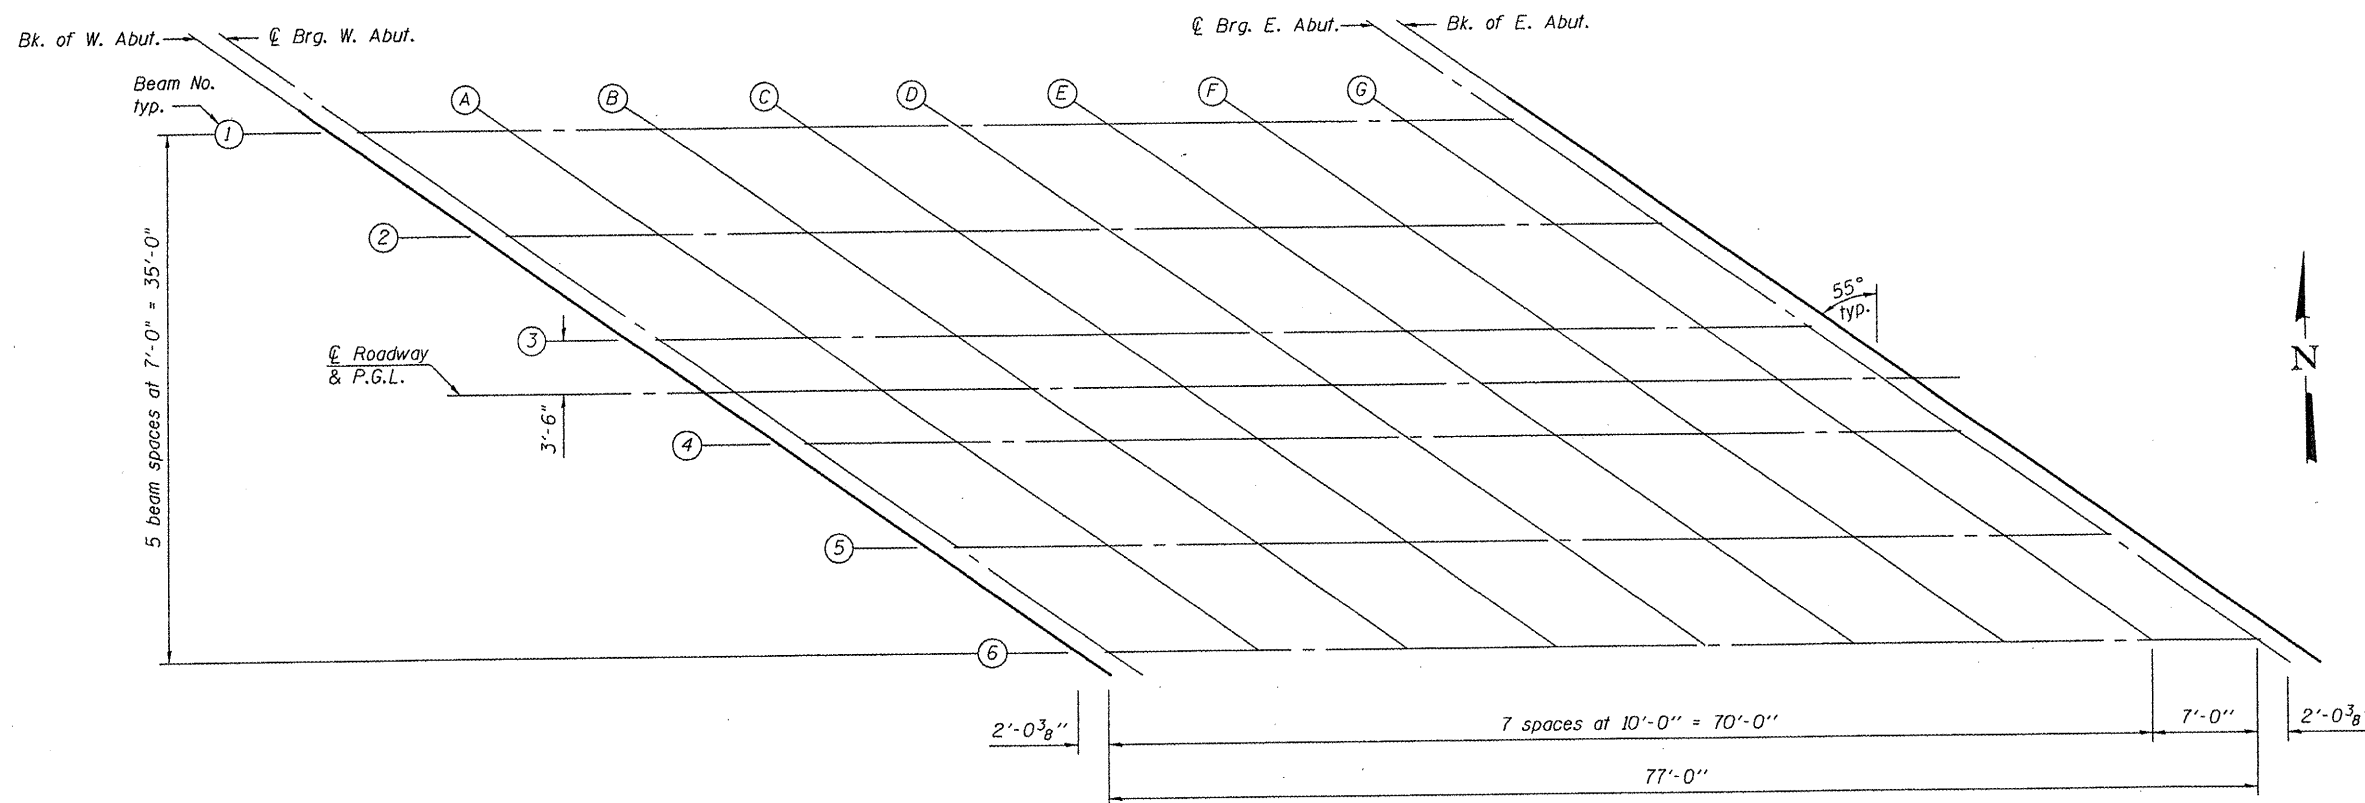 Bk. of W. Abut.
℄ Brg. W. Abut.
℄ Brg. E. Abut.
Bk. of E. Abut.
Beam No.
typ.
A
B
C
D
E
F
G
1
2
3
4
5
6
5 beam spaces at 7'-0" = 35'-0"
℄ Roadway
& P.G.L.
3'-6"
55°
typ.
N
2'-0 3/8"
7 spaces at 10'-0" = 70'-0"
7'-0"
2'-0 3/8"
77'-0"